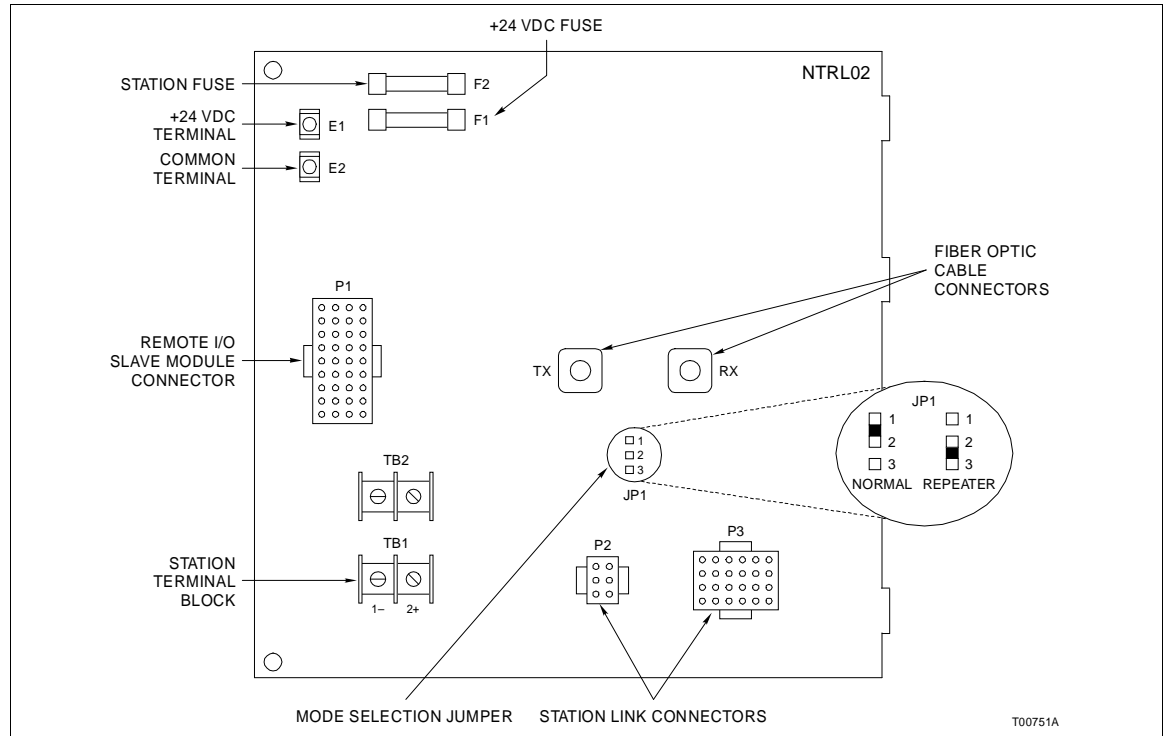 +24 VDC FUSE
NTRL02
STATION FUSE
F2
+24 VDC
TERMINAL
E1
F1
COMMON
TERMINAL
E2
FIBER OPTIC
CABLE
CONNECTORS
P1
REMOTE I/O
SLAVE MODULE
CONNECTOR
TX
RX
JP1
1
2
3
NORMAL
1
2
3
REPEATER
1
2
3
JP1
TB2
TB1
1– 2+
STATION
TERMINAL
BLOCK
P2
P3
MODE SELECTION JUMPER
STATION LINK CONNECTORS
T00751A